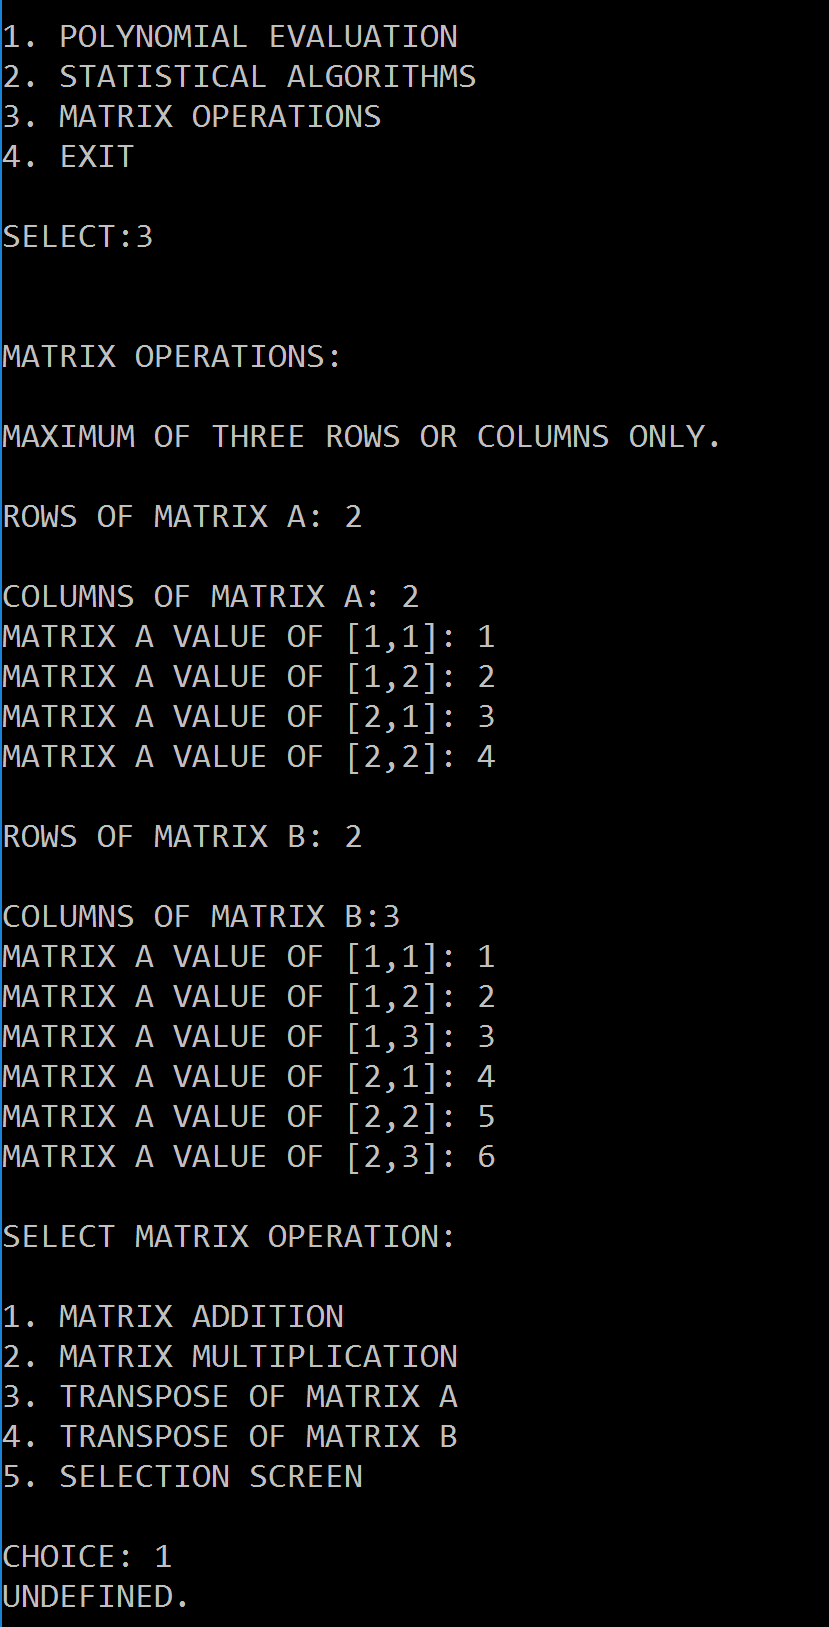 1. POLYNOMIAL EVALUATION
2. STATISTICAL ALGORITHMS
3. MATRIX OPERATIONS
4. EXIT
SELECT:3
MATRIX OPERATIONS:
MAXIMUM OF THREE ROWS OR COLUMNS ONLY.
ROWS OF MATRIX A: 2
COLUMNS OF MATRIX A: 2
MATRIX A VALUE OF [1,1]: 1
MATRIX A VALUE OF [1,2]: 2
MATRIX A VALUE OF [2,1]: 3
MATRIX A VALUE OF [2,2]: 4
ROWS OF MATRIX B: 2
COLUMNS OF MATRIX B:3
MATRIX A VALUE OF [1,1]: 1
MATRIX A VALUE OF [1,2]: 2
MATRIX A VALUE OF [1,3]: 3
MATRIX A VALUE OF [2,1]: 4
MATRIX A VALUE OF [2,2]: 5
MATRIX A VALUE OF [2,3]: 6
SELECT MATRIX OPERATION:
1. MATRIX ADDITION
2. MATRIX MULTIPLICATION
3. TRANSPOSE OF MATRIX A
4. TRANSPOSE OF MATRIX B
5. SELECTION SCREEN
CHOICE: 1
UNDEFINED.